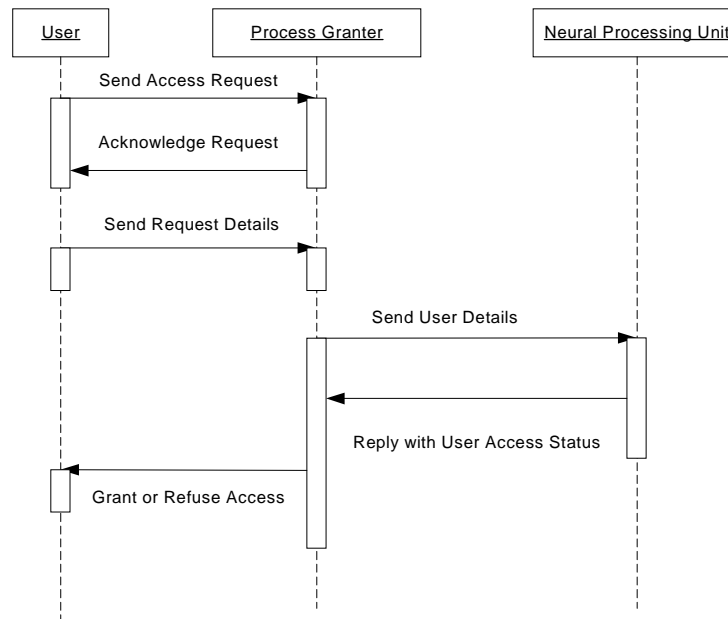 User
Process Granter
Neural Processing Unit
Send Access Request
Acknowledge Request
Send Request Details
Send User Details
Reply with User Access Status
Grant or Refuse Access